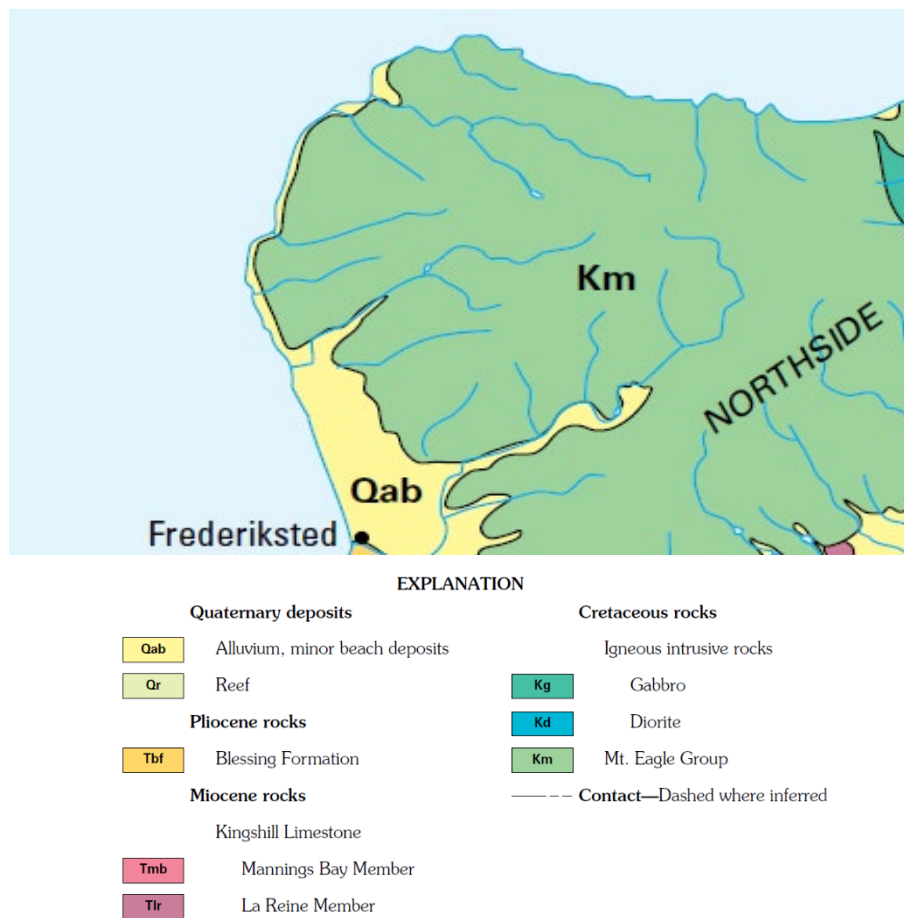 Km
NORTHSIDE
Qab
Frederiksted
EXPLANATION
Quaternary deposits
Qab Alluvium, minor beach deposits
Qr Reef
Pliocene rocks
Tbf Blessing Formation
Miocene rocks
Kingshill Limestone
Tmb Mannings Bay Member
Tlr La Reine Member
Cretaceous rocks
Igneous intrusive rocks
Kg Gabbro
Kd Diorite
Km Mt. Eagle Group
Contact—Dashed where inferred